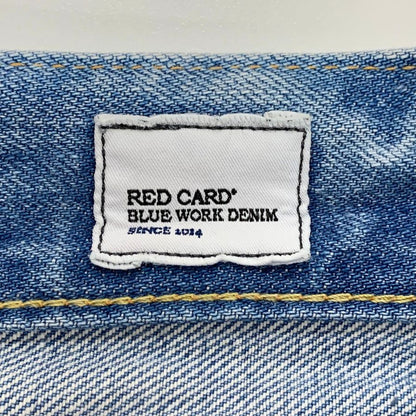 RED CARD®
BLUE WORK DENIM
SINCE 2014